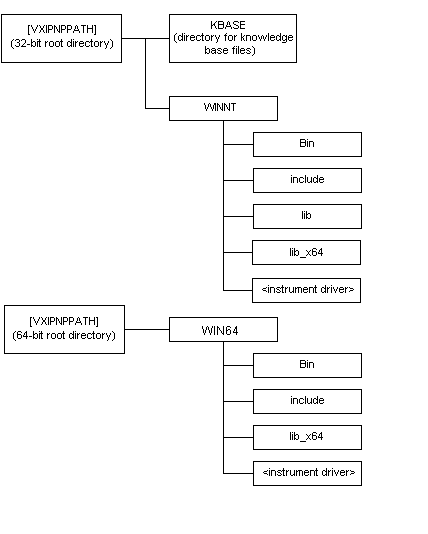 [VXIPNPPATH]
(32-bit root directory)
KBASE
(directory for knowledge
base files)
WINNT
Bin
include
lib
lib_x64
<instrument driver>
[VXIPNPPATH]
(64-bit root directory)
WIN64
Bin
include
lib_x64
<instrument driver>